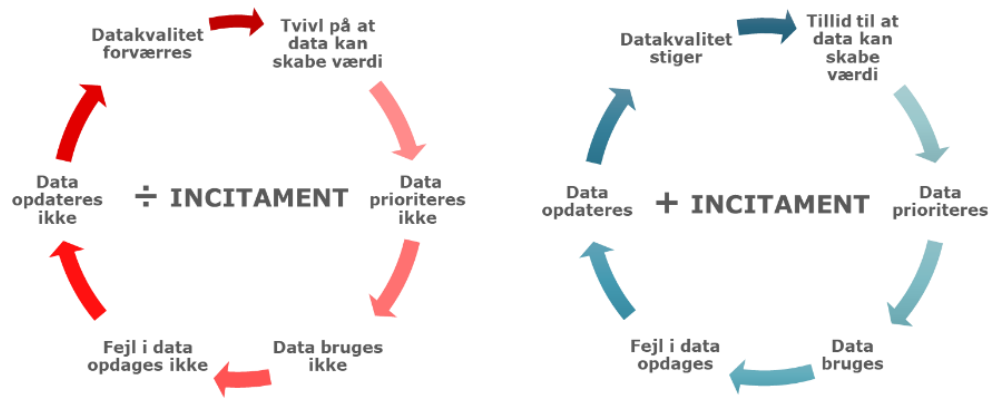 Datakvalitet
forværres
Tvivl på at
data kan
skabe værdi
Data
prioriteres
ikke
Data bruges
ikke
Fejl i data
opdages ikke
Data
opdateres
ikke
÷ INCITAMENT
Datakvalitet
stiger
Tillid til at
data kan
skabe
værdi
Data
prioriteres
Data
bruges
Fejl i data
opdages
Data
opdateres
+ INCITAMENT